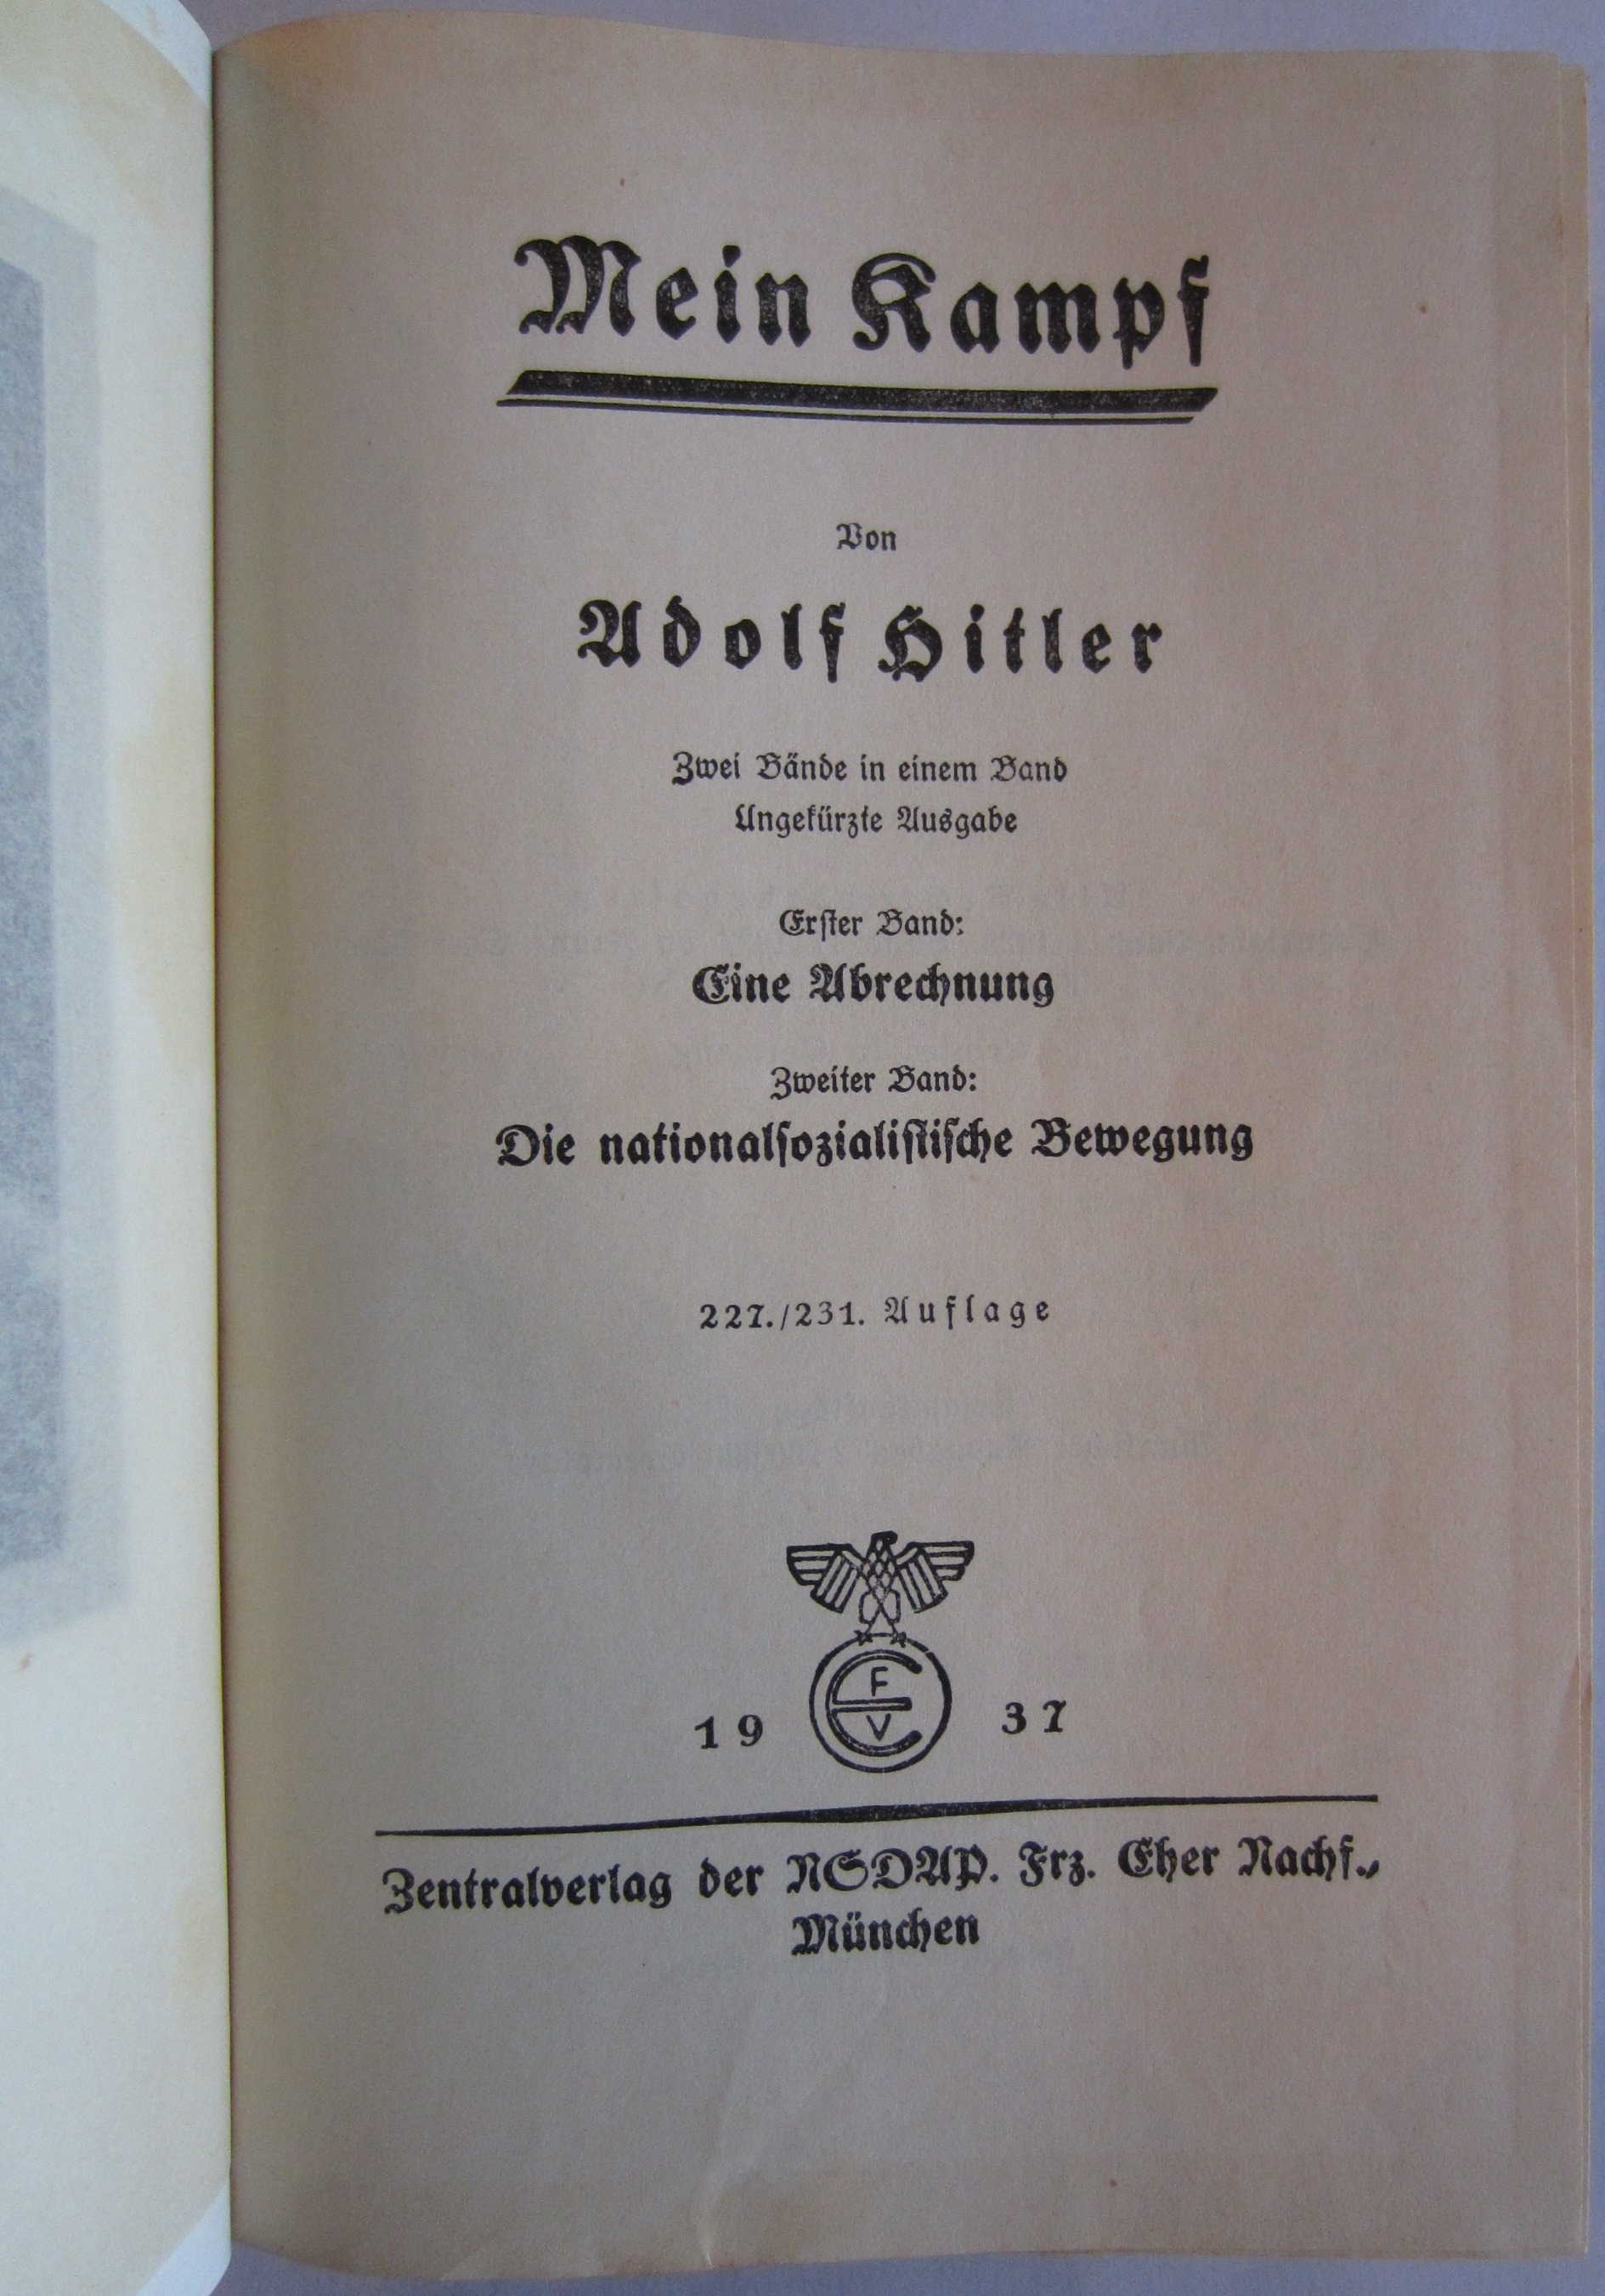 Mein Kampf
Von
Adolf Hitler
Zwei Bände in einem Band
Ungekürzte Ausgabe
Erster Band:
Eine Abrechnung
Zweiter Band:
Die nationalsozialistische Bewegung
227./231. Auflage
F
E
V
19 37
Zentralverlag der NSDAP. Frz. Eher Nachf.,
München